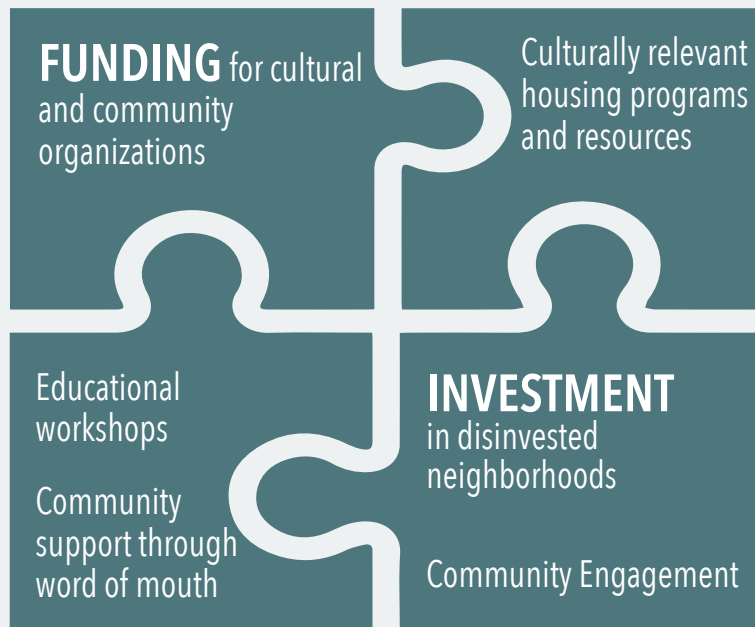 FUNDING for cultural
and community
organizations
Culturally relevant
housing programs
and resources
Educational
workshops
Community
support through
word of mouth
INVESTMENT
in disinvested
neighborhoods
Community Engagement